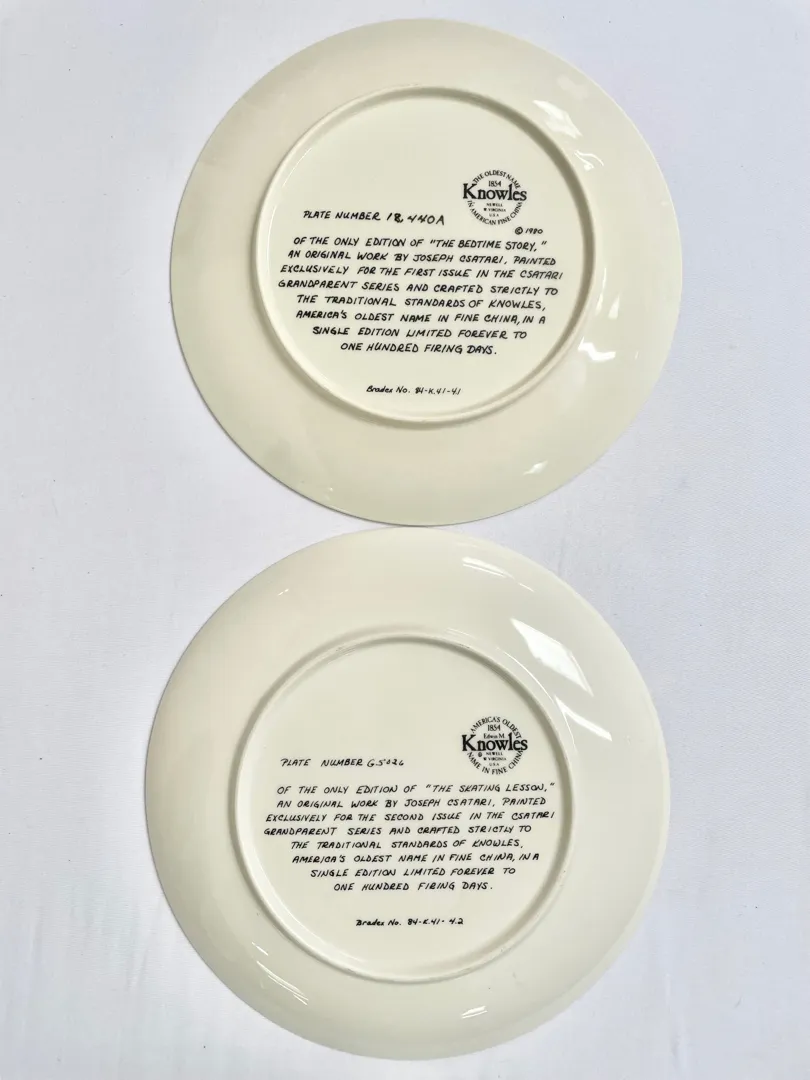 THE OLDEST NAME
1854
Knowles
NEWELL
W VIRGINIA
U.S.A
IN AMERICAN FINE CHINA
© 1980
PLATE NUMBER 18,440A
OF THE ONLY EDITION OF "THE BEDTIME STORY,"
AN ORIGINAL WORK BY JOSEPH CSATARI, PAINTED
EXCLUSIVELY FOR THE FIRST ISSUE IN THE CSATARI
GRANDPARENT SERIES AND CRAFTED STRICTLY TO
THE TRADITIONAL STANDARDS OF KNOWLES,
AMERICA'S OLDEST NAME IN FINE CHINA, IN A
SINGLE EDITION LIMITED FOREVER TO
ONE HUNDRED FIRING DAYS.
Bradex No. 84-K41-4.1
AMERICA'S OLDEST
1854
Edwin M.
Knowles
NEWELL
W VIRGINIA
U.S.A
NAME IN FINE CHINA
PLATE NUMBER
OF THE ONLY EDITION OF "THE SKATING LESSON,"
AN ORIGINAL WORK BY JOSEPH CSATARI, PAINTED
EXCLUSIVELY FOR THE SECOND ISSUE IN THE CSATARI
GRANDPARENT SERIES AND CRAFTED STRICTLY TO
THE TRADITIONAL STANDARDS OF KNOWLES,
AMERICA'S OLDEST NAME IN FINE CHINA, IN A
SINGLE EDITION LIMITED FOREVER TO
ONE HUNDRED FIRING DAYS.
Bradex No. 84-K41-4.2